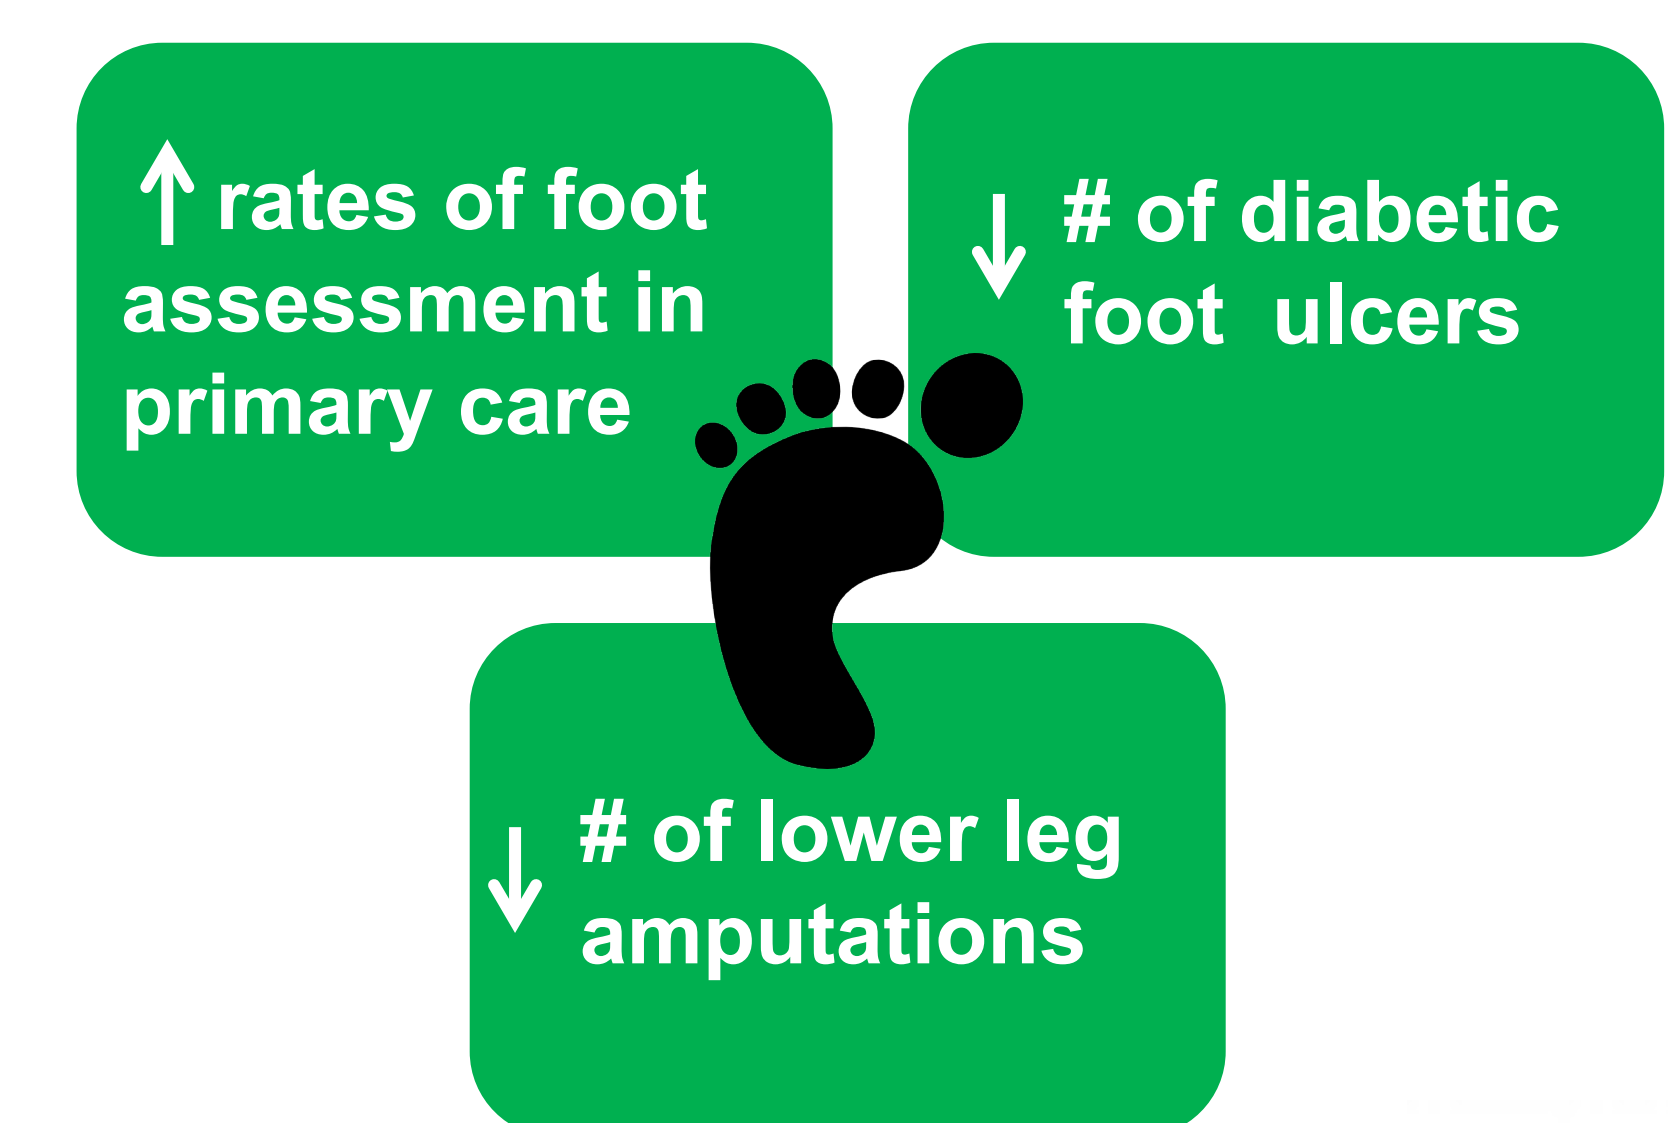 ↑ rates of foot
assessment in
primary care
↓ # of diabetic
foot ulcers
↓ # of lower leg
amputations